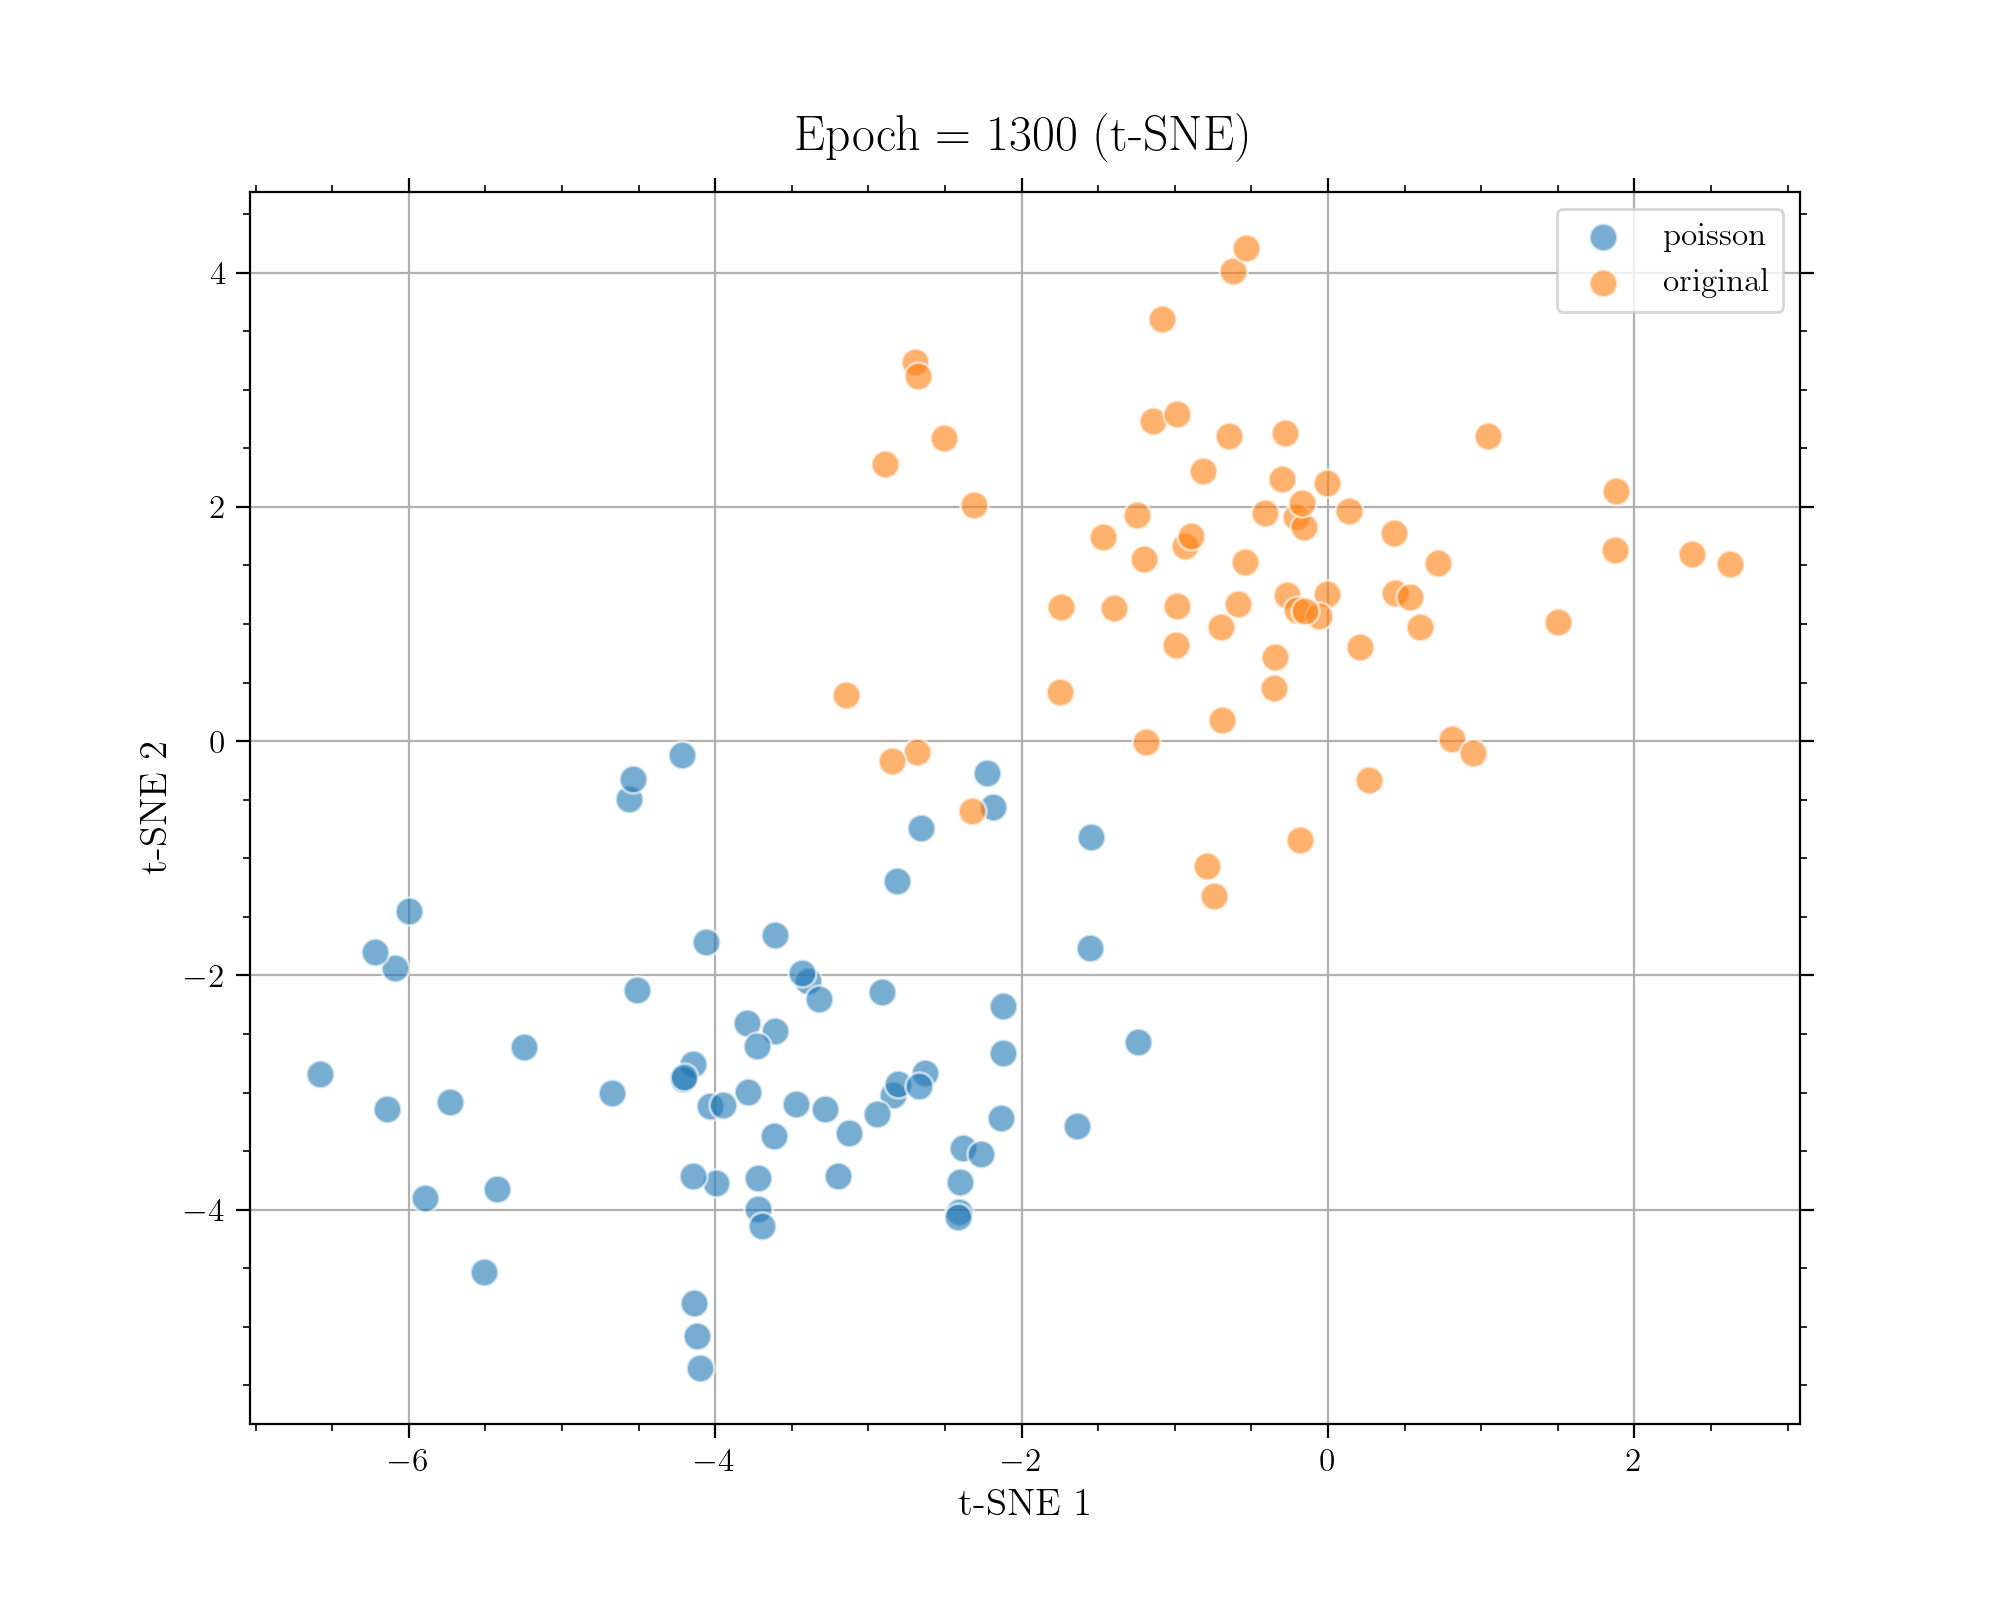 Epoch = 1300 (t-SNE)
poisson
original
4
2
0
−2
−4
t-SNE 2
−6
−4
−2
0
2
t-SNE 1